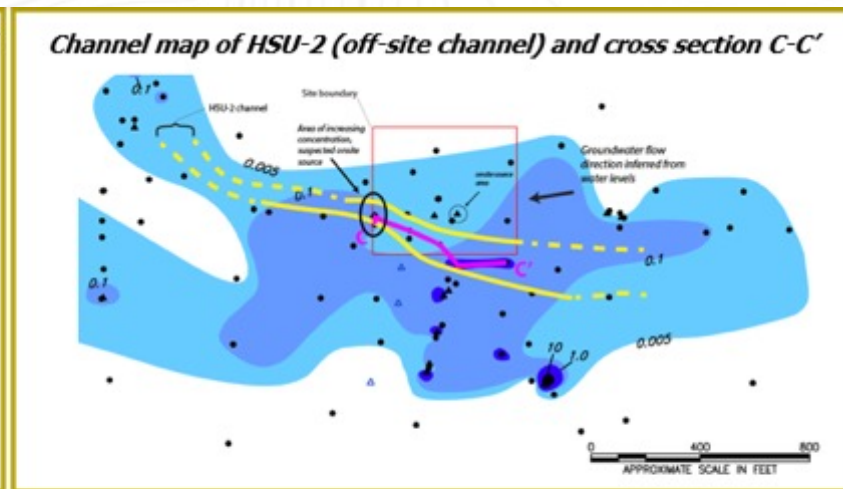 Channel map of HSU-2 (off-site channel) and cross section C-C'
0.1
HSU-2 channel
Site boundary
Area of increasing
concentration,
suspected onsite
source
Groundwater flow
direction inferred from
water levels
0.005
0.1
area
C
C'
0.1
0.1
0.005
10
1.0
0
400
800
APPROXIMATE SCALE IN FEET